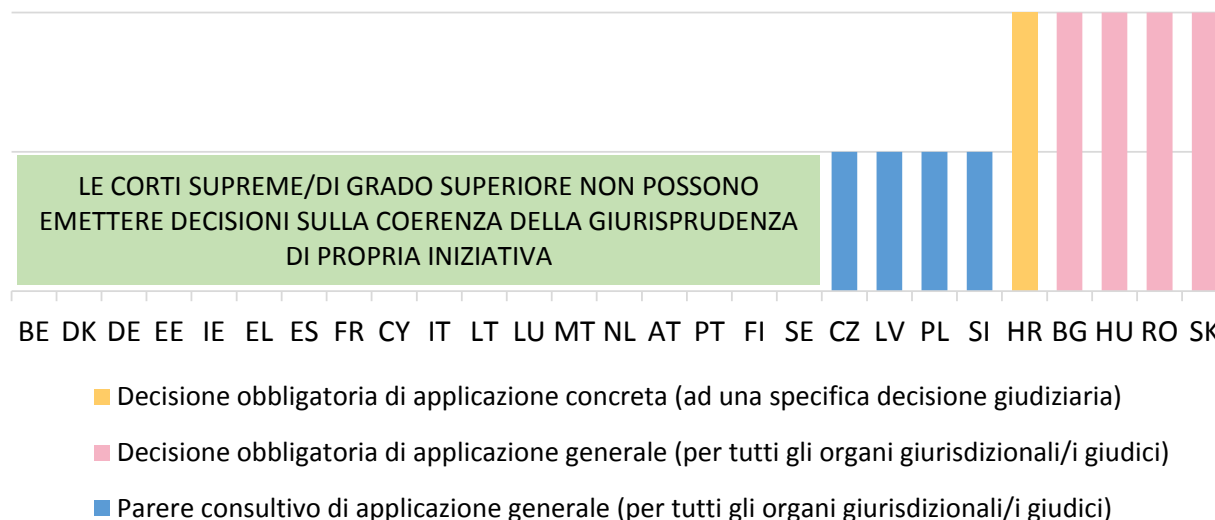 LE CORTI SUPREME/DI GRADO SUPERIORE NON POSSONO
EMETTERE DECISIONI SULLA COERENZA DELLA GIURISPRUDENZA
DI PROPRIA INIZIATIVA
BE DK DE EE IE EL ES FR CY IT LT LU MT NL AT PT FI SE CZ LV PL SI HR BG HU RO SK
Decisione obbligatoria di applicazione concreta (ad una specifica decisione giudiziaria)
Decisione obbligatoria di applicazione generale (per tutti gli organi giurisdizionali/i giudici)
Parere consultivo di applicazione generale (per tutti gli organi giurisdizionali/i giudici)